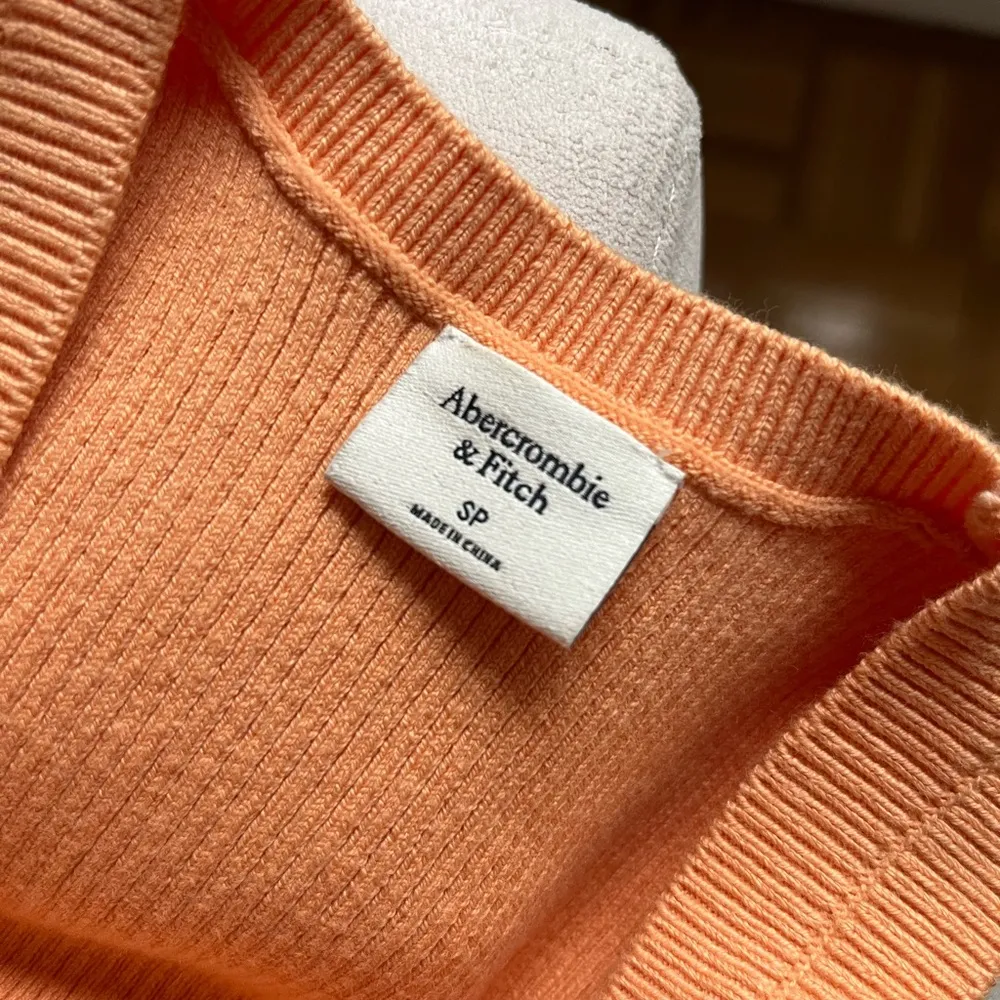 Abercrombie
& Fitch
SP
MADE IN CHINA